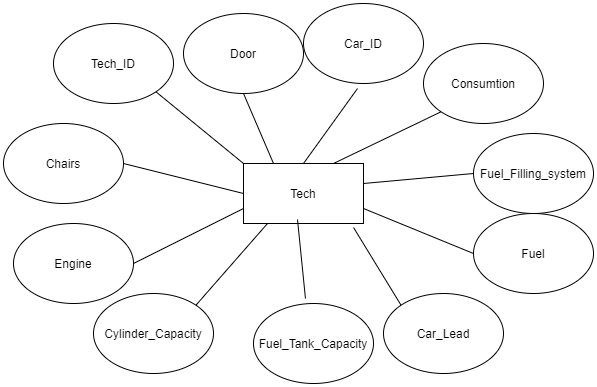 Tech_ID
Door
Car_ID
Consumtion
Chairs
Fuel_Filling_system
Tech
Engine
Fuel
Cylinder_Capacity
Fuel_Tank_Capacity
Car_Lead